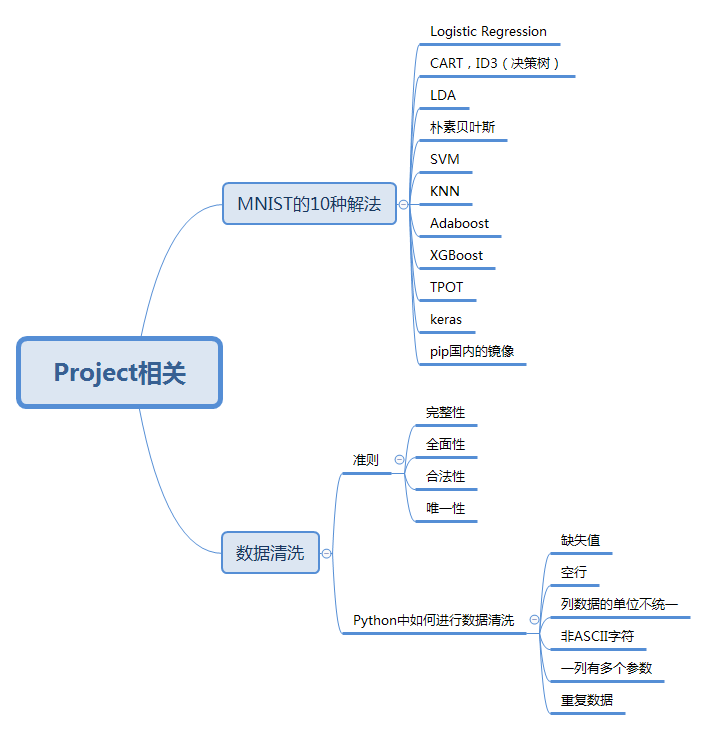 Project相关
MNIST的10种解法
Logistic Regression
CART，ID3（决策树）
LDA
朴素贝叶斯
SVM
KNN
Adaboost
XGBoost
TPOT
keras
pip国内的镜像
数据清洗
准则
完整性
全面性
合法性
唯一性
Python中如何进行数据清洗
缺失值
空行
列数据的单位不统一
非ASCII字符
一列有多个参数
重复数据